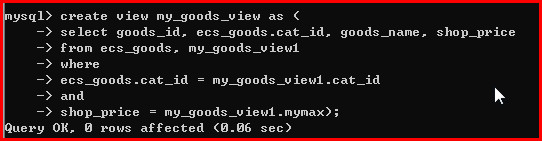 mysql> create view my_goods_view as (
-> select goods_id, ecs_goods.cat_id, goods_name, shop_price
-> from ecs_goods, my_goods_view1
-> where
-> ecs_goods.cat_id = my_goods_view1.cat_id
-> and
-> shop_price = my_goods_view1.mymax);
Query OK, 0 rows affected (0.06 sec)